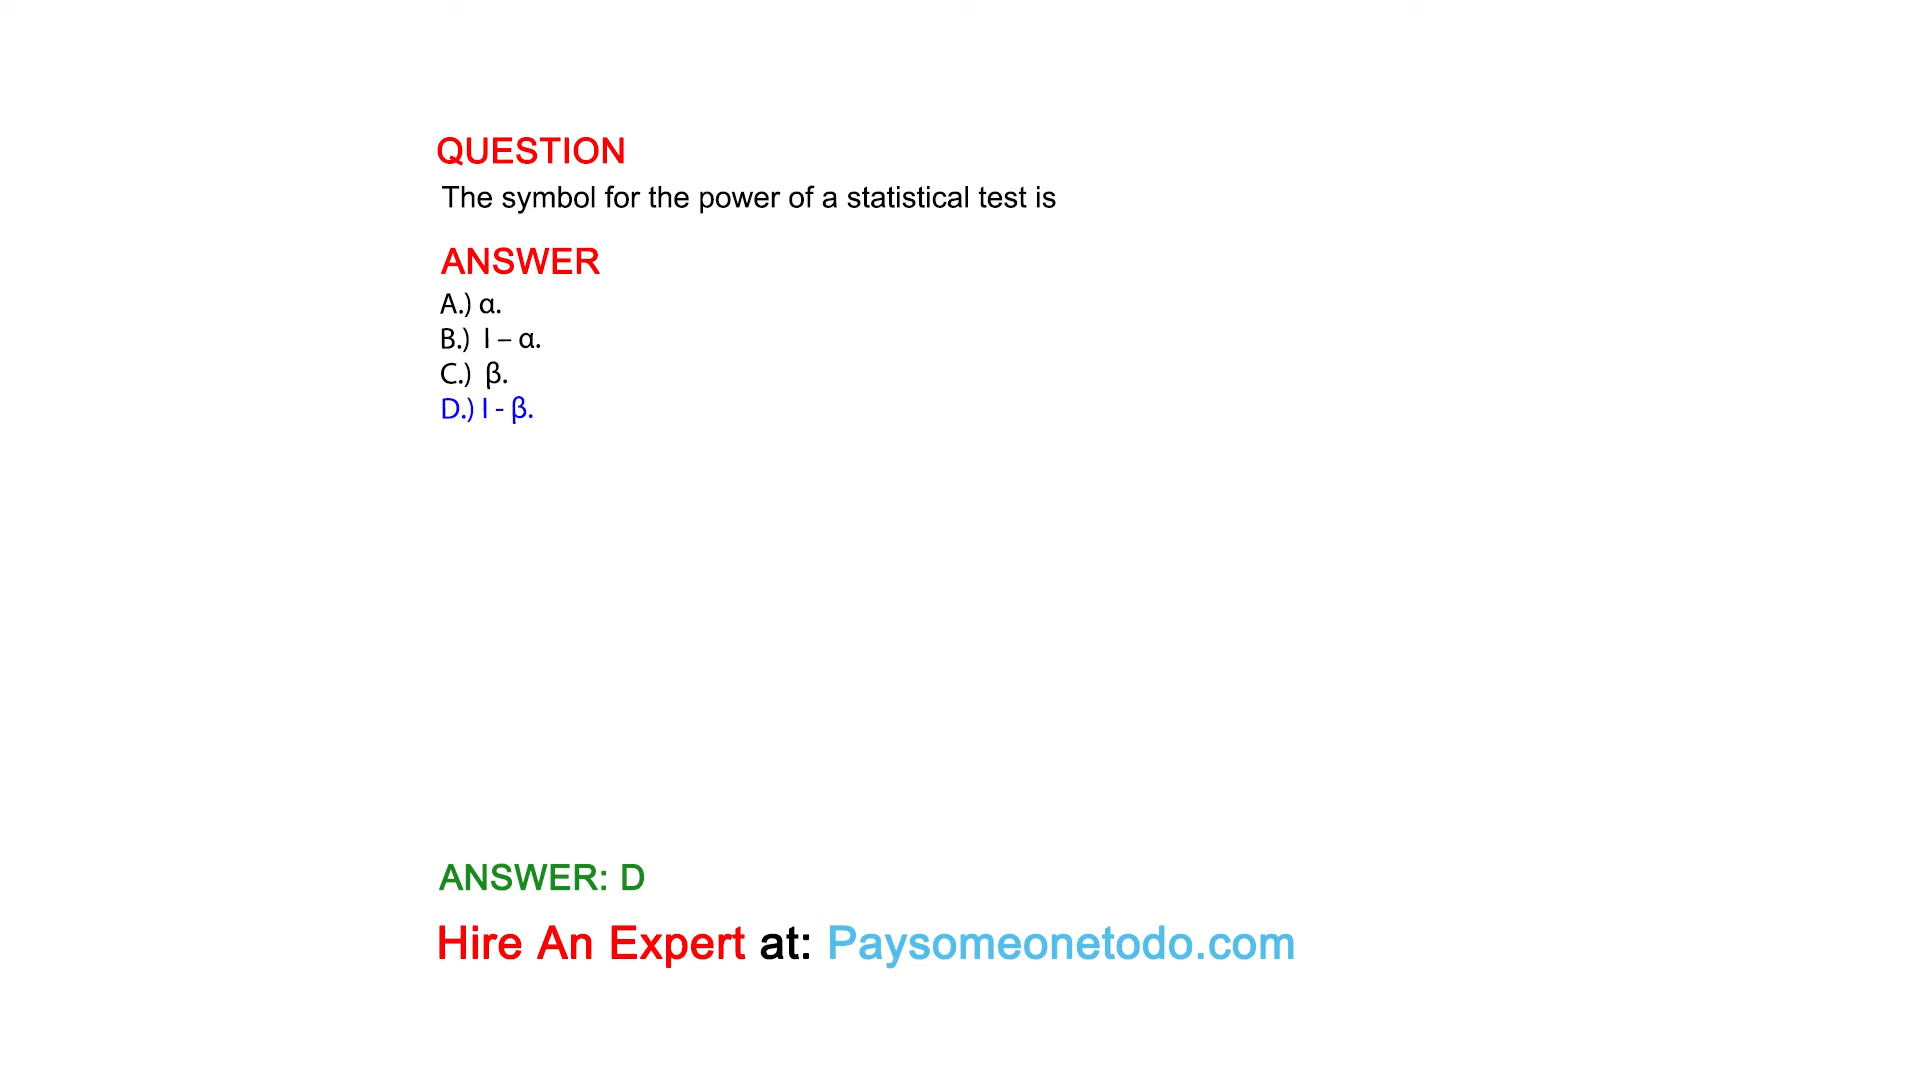 QUESTION
The symbol for the power of a statistical test is
ANSWER
A.) α.
B.) l – α.
C.) β.
D.) l - β.
ANSWER: D
Hire An Expert at: Paysomeonetodo.com